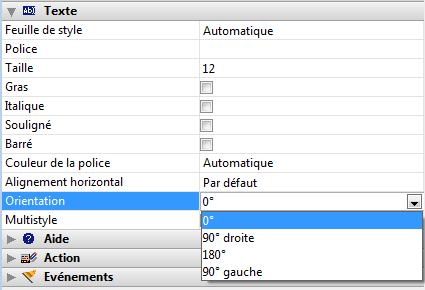 Texte
Feuille de style Automatique
Police
Taille 12
Gras
Italique
Souligné
Barré
Couleur de la police Automatique
Alignement horizontal Par défaut
Orientation 0°
Multistyle 0°
90° droite
180°
90° gauche
Aide
Action
Evénements